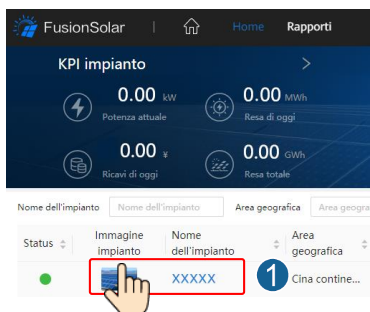 FusionSolar | Home Rapporti
KPI impianto >
0.00 kW 0.00 MWh
Potenza attuale Resa di oggi
0.00 ¥ 0.00 GWh
Ricavi di oggi Resa totale
Nome dell'impianto Nome dell'impianto Area geografica Area geogra
Status Immagine impianto Nome dell'impianto Area geografica
XXXXX 1 Cina contine...